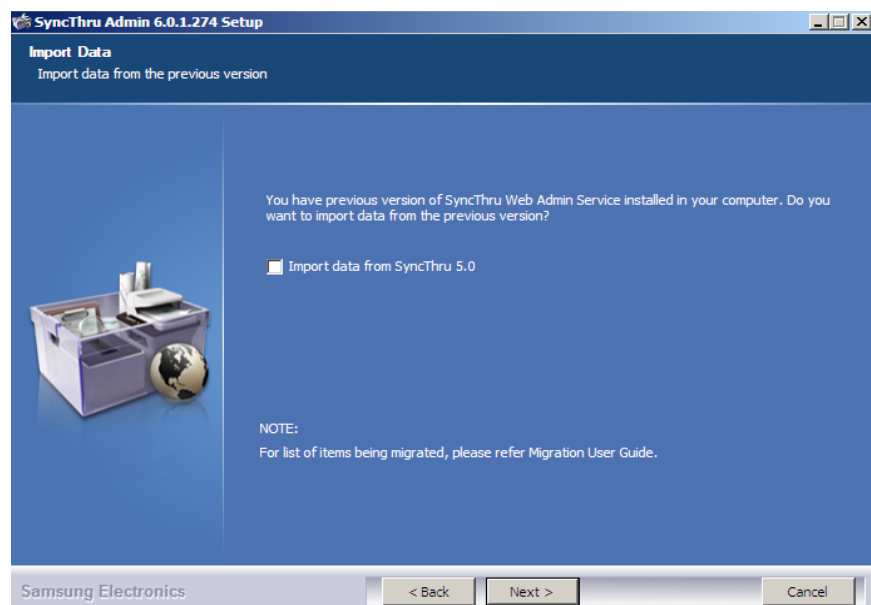 SyncThru Admin 6.0.1.274 Setup
Import Data
Import data from the previous version
You have previous version of SyncThru Web Admin Service installed in your computer. Do you
want to import data from the previous version?
Import data from SyncThru 5.0
NOTE:
For list of items being migrated, please refer Migration User Guide.
Samsung Electronics
< Back
Next >
Cancel